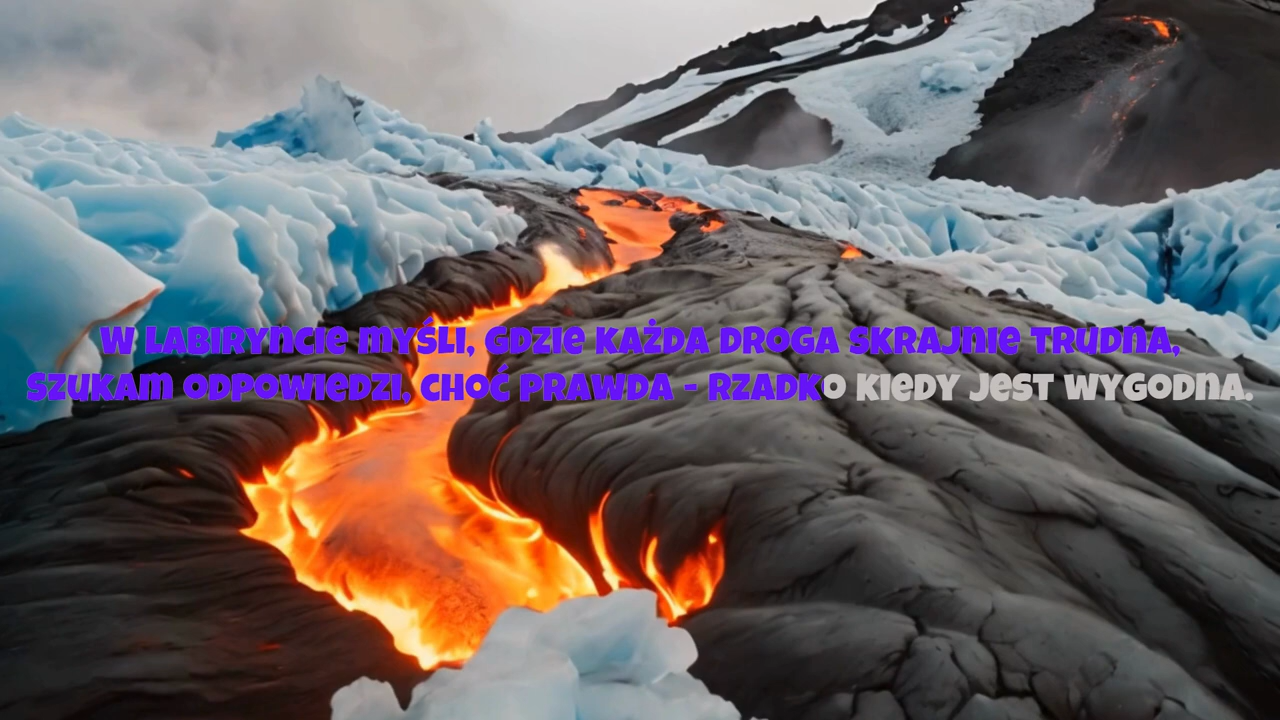 W labiryncie myśli, gdzie każda droga skrajnie trudna,
szukam odpowiedzi, choć prawda - rzadko kiedy jest wygodna.